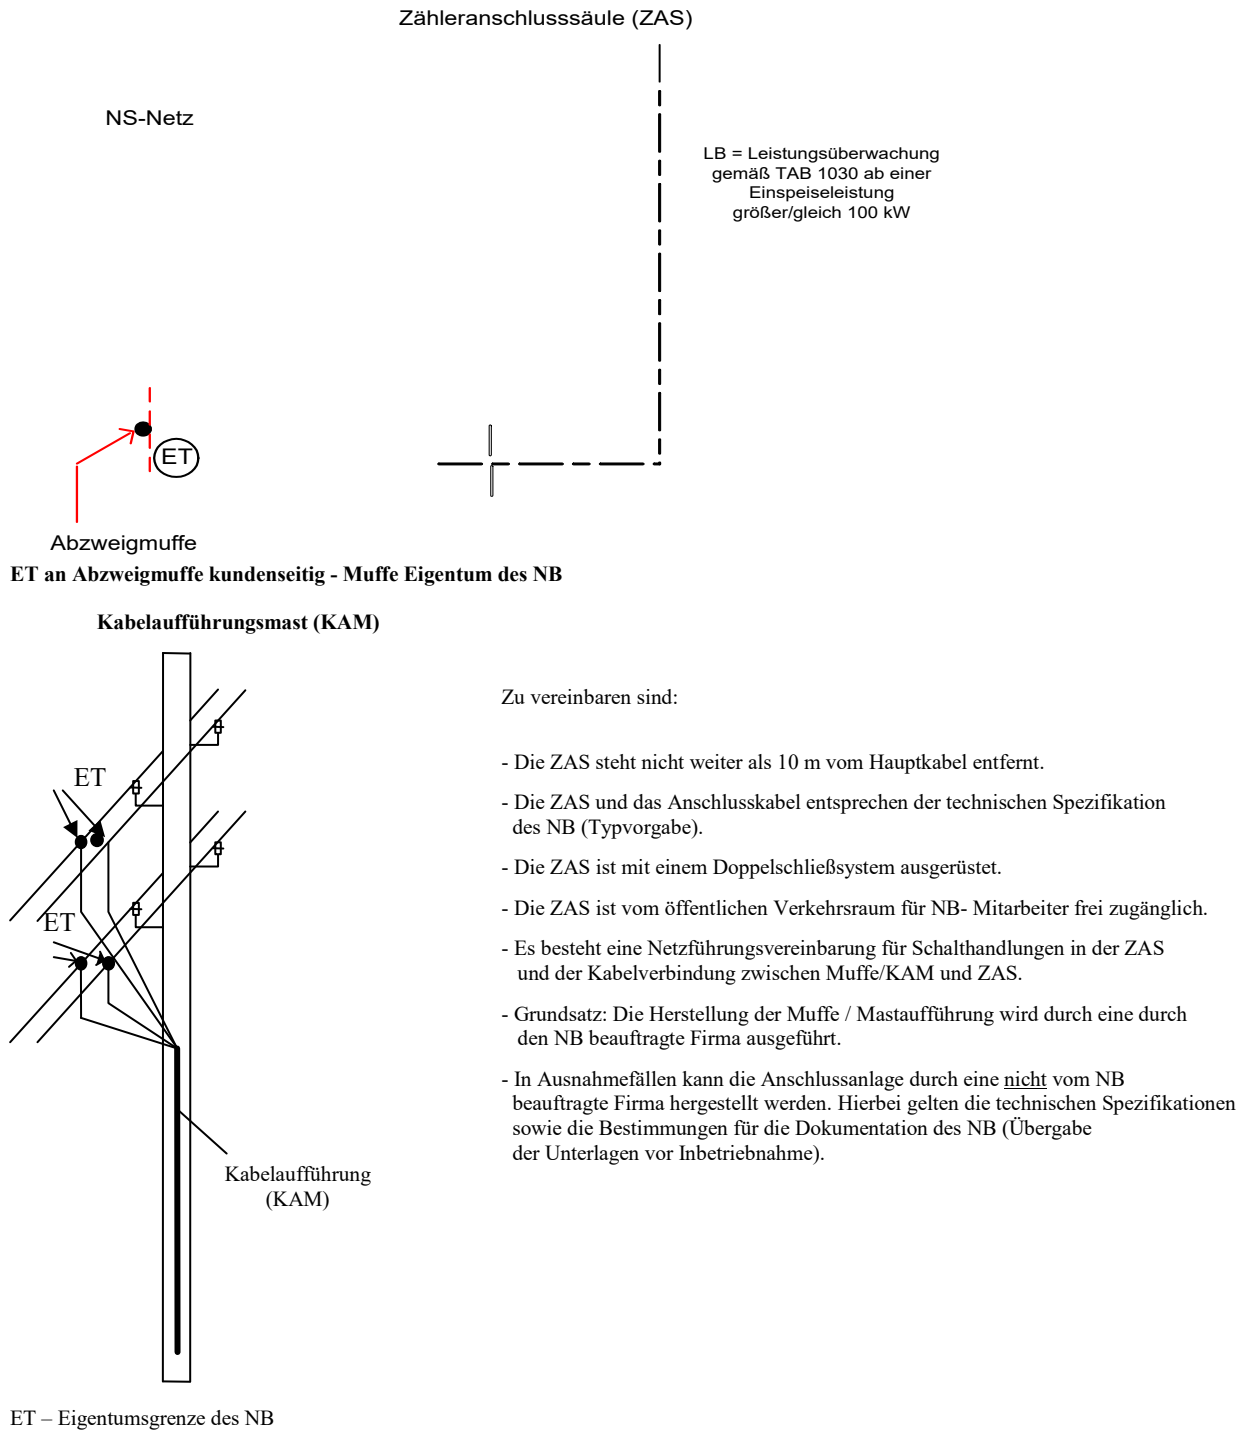 Zähleranschlusssäule (ZAS)
NS-Netz
LB = Leistungsüberwachung
gemäß TAB 1030 ab einer
Einspeiseleistung
größer/gleich 100 kW
ET
Abzweigmuffe
ET an Abzweigmuffe kundenseitig - Muffe Eigentum des NB
Kabelaufführungsmast (KAM)
ET
ET
Kabelaufführung
(KAM)
Zu vereinbaren sind:
- Die ZAS steht nicht weiter als 10 m vom Hauptkabel entfernt.
- Die ZAS und das Anschlusskabel entsprechen der technischen Spezifikation
des NB (Typvorgabe).
- Die ZAS ist mit einem Doppelschließsystem ausgerüstet.
- Die ZAS ist vom öffentlichen Verkehrsraum für NB- Mitarbeiter frei zugänglich.
- Es besteht eine Netzführungsvereinbarung für Schalthandlungen in der ZAS
und der Kabelverbindung zwischen Muffe/KAM und ZAS.
- Grundsatz: Die Herstellung der Muffe / Mastaufführung wird durch eine durch
den NB beauftragte Firma ausgeführt.
- In Ausnahmefällen kann die Anschlussanlage durch eine nicht vom NB
beauftragte Firma hergestellt werden. Hierbei gelten die technischen Spezifikationen
sowie die Bestimmungen für die Dokumentation des NB (Übergabe
der Unterlagen vor Inbetriebnahme).
ET – Eigentumsgrenze des NB